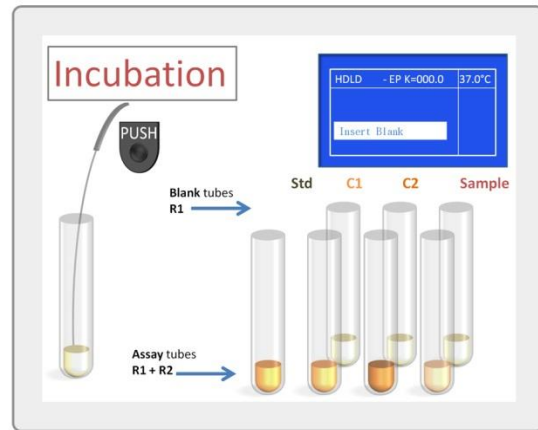 Incubation
PUSH
HDLD - EP K=000.0 37.0°C
Insert Blank
Std C1 C2 Sample
Blank tubes
R1
Assay tubes
R1 + R2